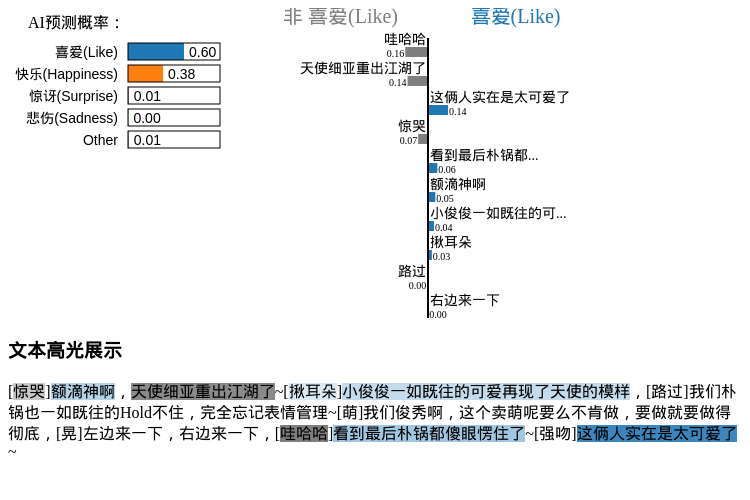 AI预测概率：
喜爱(Like) 0.60
快乐(Happiness) 0.38
惊讶(Surprise) 0.01
悲伤(Sadness) 0.00
Other 0.01
非 喜爱(Like) 喜爱(Like)
哇哈哈
0.16
天使细亚重出江湖了
0.14
这俩人实在是太可爱了
0.14
惊哭
0.07
看到最后朴锅都...
0.06
额滴神啊
0.05
小俊俊一如既往的可...
0.04
揪耳朵
0.03
路过
0.00
右边来一下
0.00
文本高光展示
[惊哭]额滴神啊，天使细亚重出江湖了~[揪耳朵]小俊俊一如既往的可爱再现了天使的模样，[路过]我们朴
锅也一如既往的Hold不住，完全忘记表情管理~[萌]我们俊秀啊，这个卖萌呢要么不肯做，要做就要做得
彻底，[晃]左边来一下，右边来一下，[哇哈哈]看到最后朴锅都傻眼愣住了~[强吻]这俩人实在是太可爱了
~